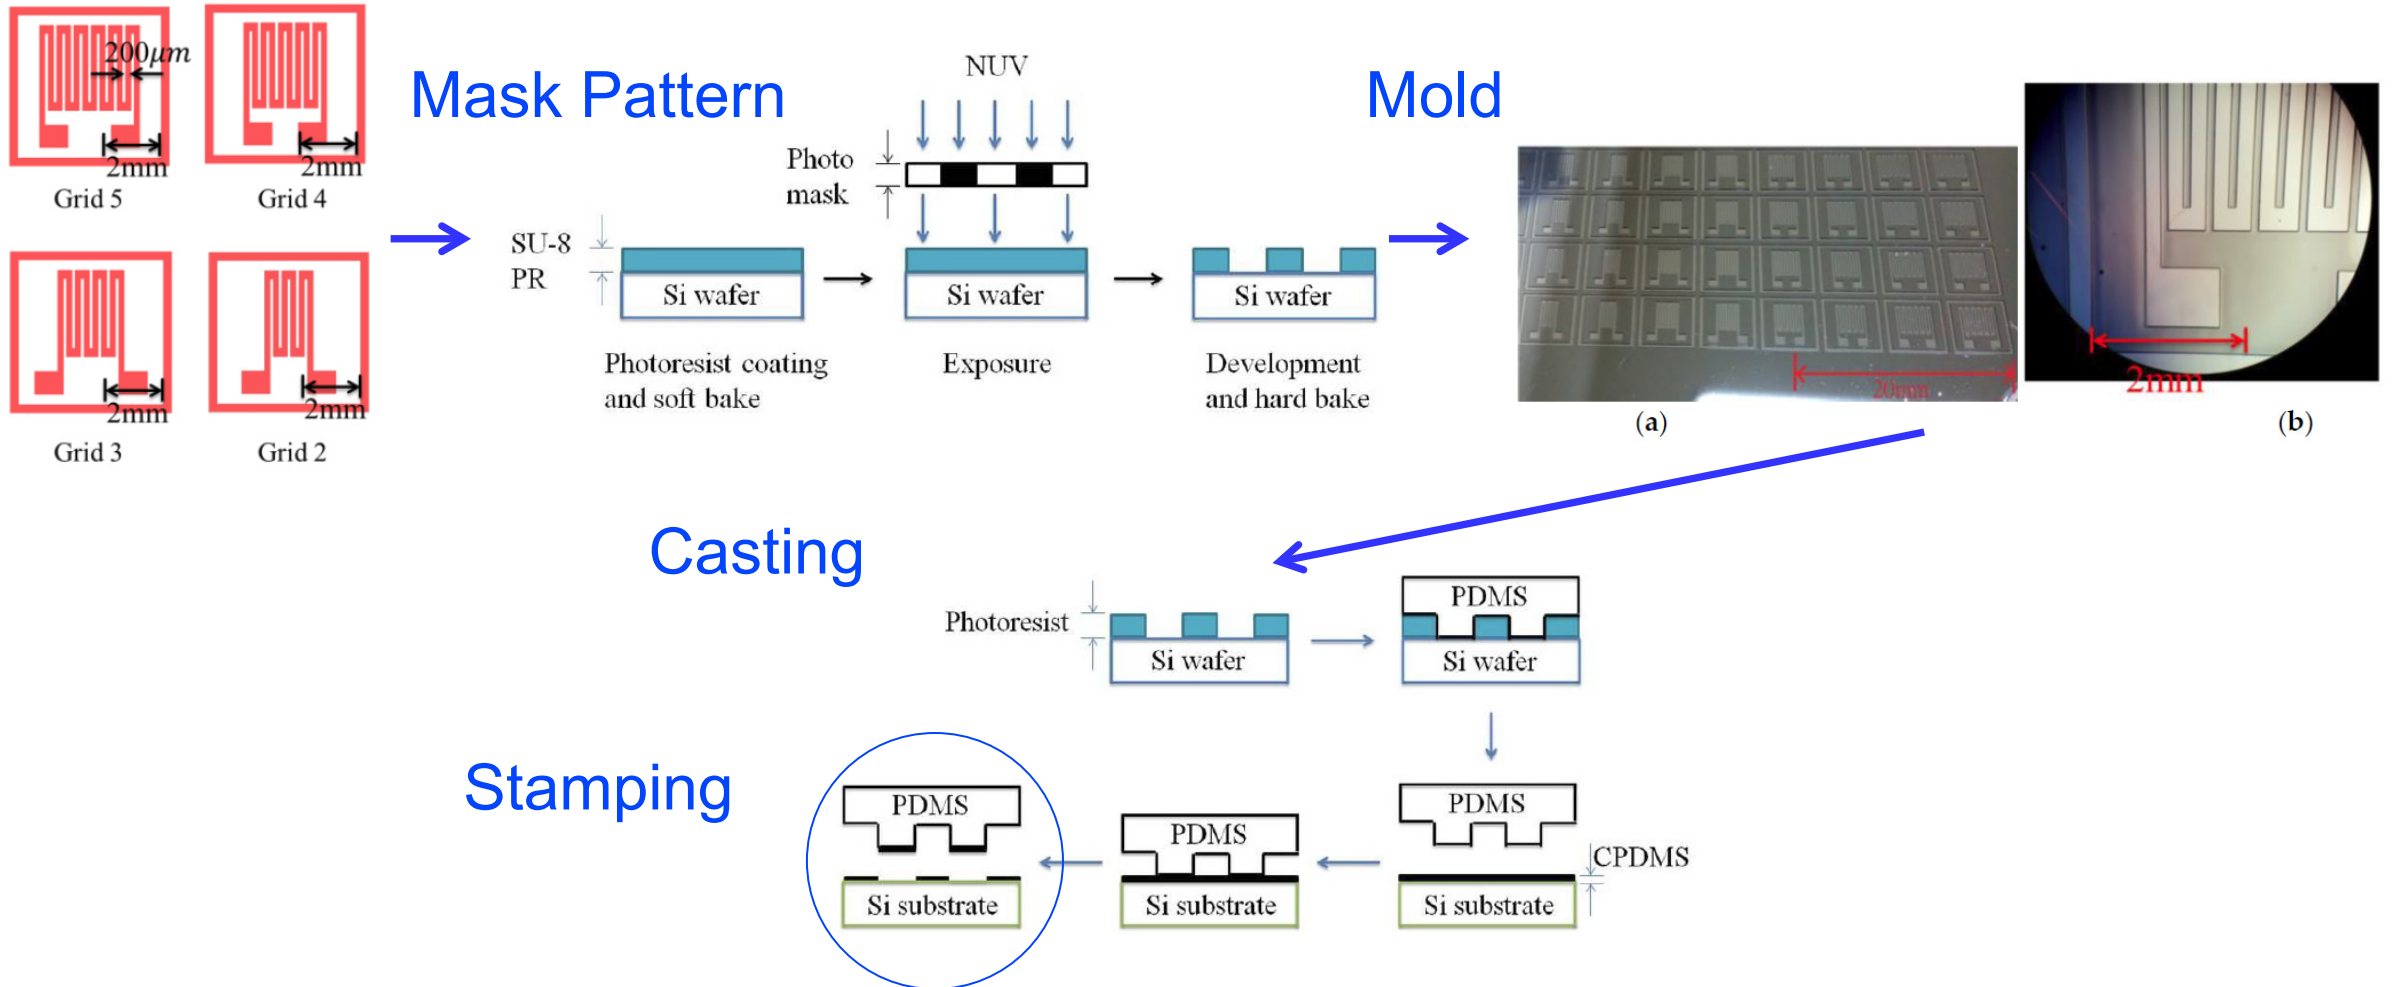 200μm
2mm
Grid 5
2mm
Grid 4
2mm
Grid 3
2mm
Grid 2
Mask Pattern
NUV
Photo
mask
SU-8
PR
Si wafer
Si wafer
Si wafer
Photoresist coating
and soft bake
Exposure
Development
and hard bake
Mold
20mm
(a)
2mm
(b)
Casting
Photoresist
Si wafer
PDMS
Si wafer
Stamping
PDMS
Si substrate
PDMS
Si substrate
PDMS
CPDMS
Si substrate